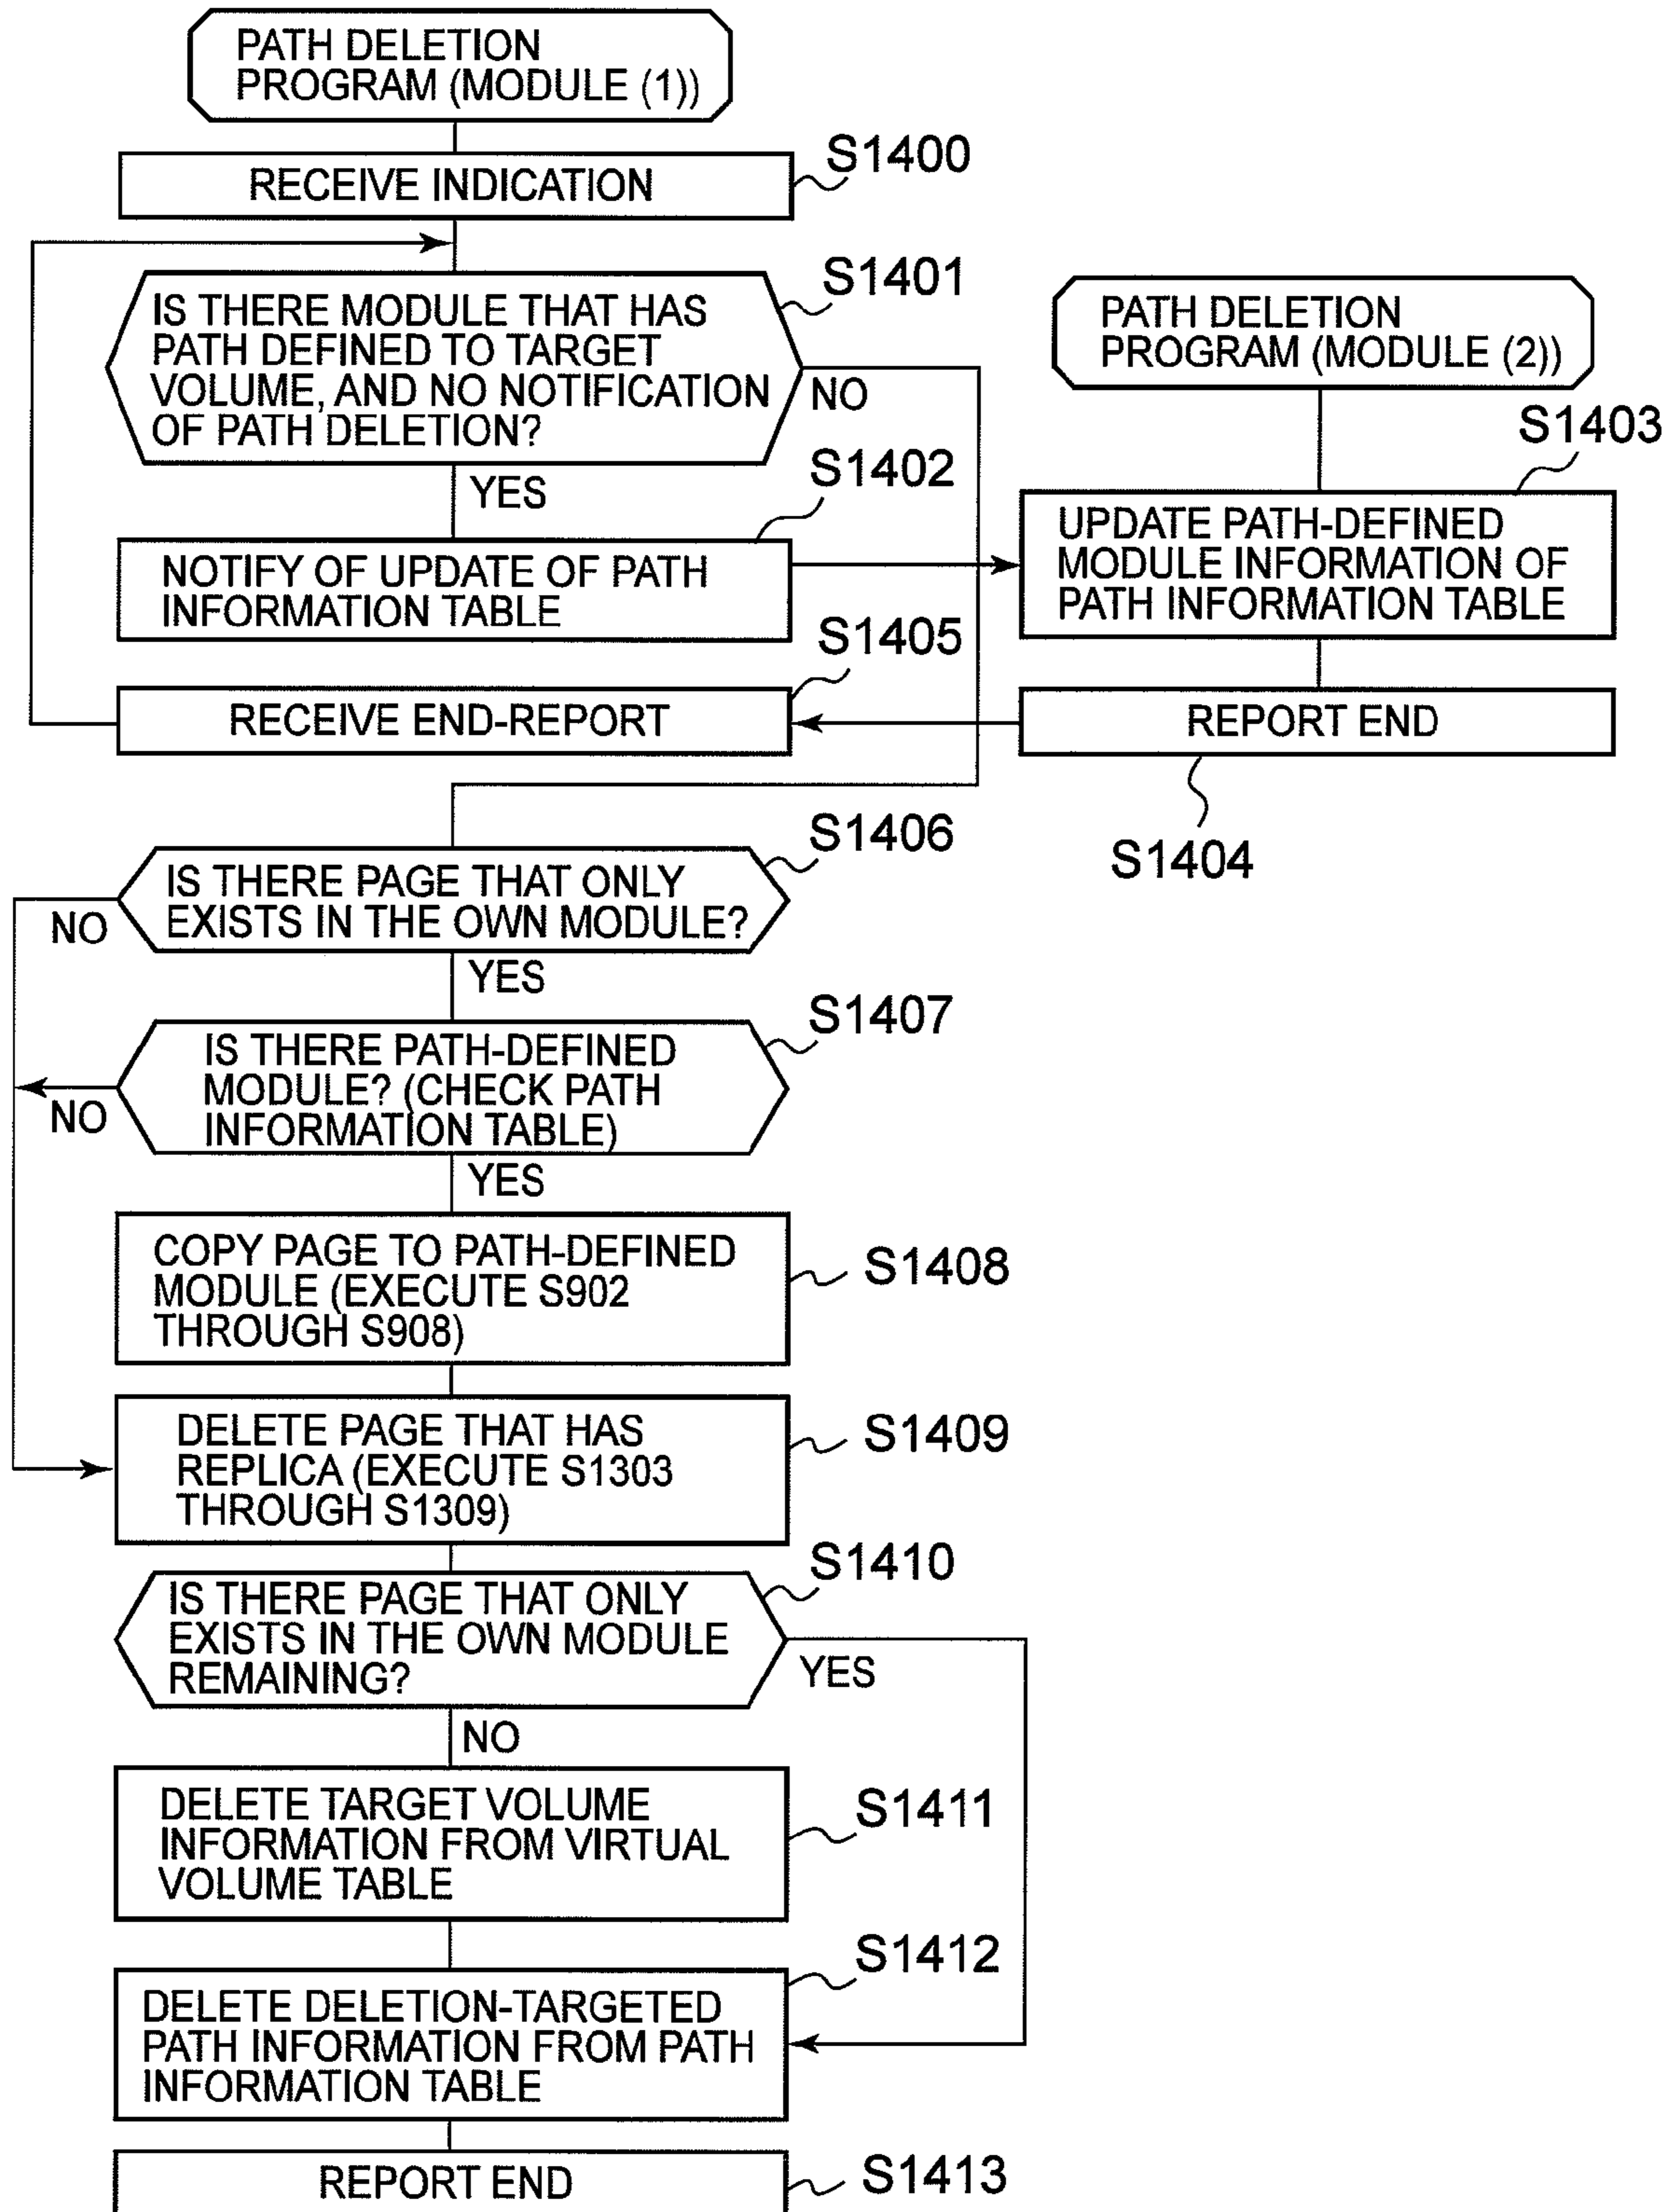 PATH DELETION
PROGRAM (MODULE (1))
RECEIVE INDICATION
S1400
IS THERE MODULE THAT HAS
PATH DEFINED TO TARGET
VOLUME, AND NO NOTIFICATION
OF PATH DELETION?
S1401
NO
YES
PATH DELETION
PROGRAM (MODULE (2))
S1402
NOTIFY OF UPDATE OF PATH
INFORMATION TABLE
S1403
UPDATE PATH-DEFINED
MODULE INFORMATION OF
PATH INFORMATION TABLE
S1405
RECEIVE END-REPORT
REPORT END
S1404
S1406
IS THERE PAGE THAT ONLY
EXISTS IN THE OWN MODULE?
NO
YES
S1407
IS THERE PATH-DEFINED
MODULE? (CHECK PATH
INFORMATION TABLE)
NO
YES
COPY PAGE TO PATH-DEFINED
MODULE (EXECUTE S902
THROUGH S908)
S1408
DELETE PAGE THAT HAS
REPLICA (EXECUTE S1303
THROUGH S1309)
S1409
S1410
IS THERE PAGE THAT ONLY
EXISTS IN THE OWN MODULE
REMAINING?
YES
NO
DELETE TARGET VOLUME
INFORMATION FROM VIRTUAL
VOLUME TABLE
S1411
S1412
DELETE DELETION-TARGETED
PATH INFORMATION FROM PATH
INFORMATION TABLE
REPORT END
S1413